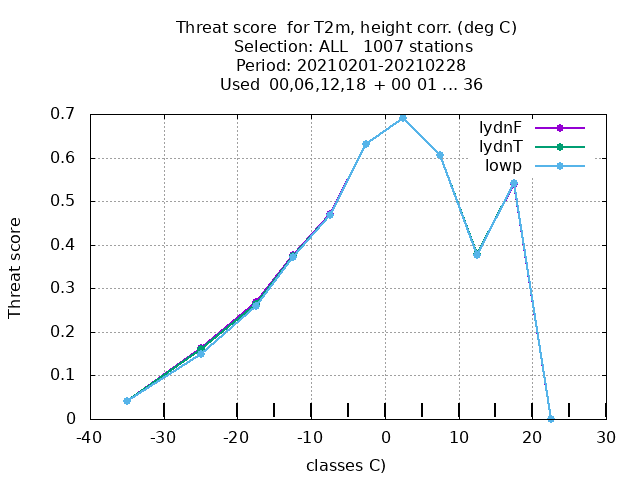 Threat score for T2m, height corr. (deg C)
Selection: ALL 1007 stations
Period: 20210201-20210228
Used 00,06,12,18 + 00 01 ... 36
0.7
0.6
0.5
0.4
0.3
0.2
0.1
0
Threat score
lydnF
lydnT
lowp
-40 -30 -20 -10 0 10 20 30
classes C)